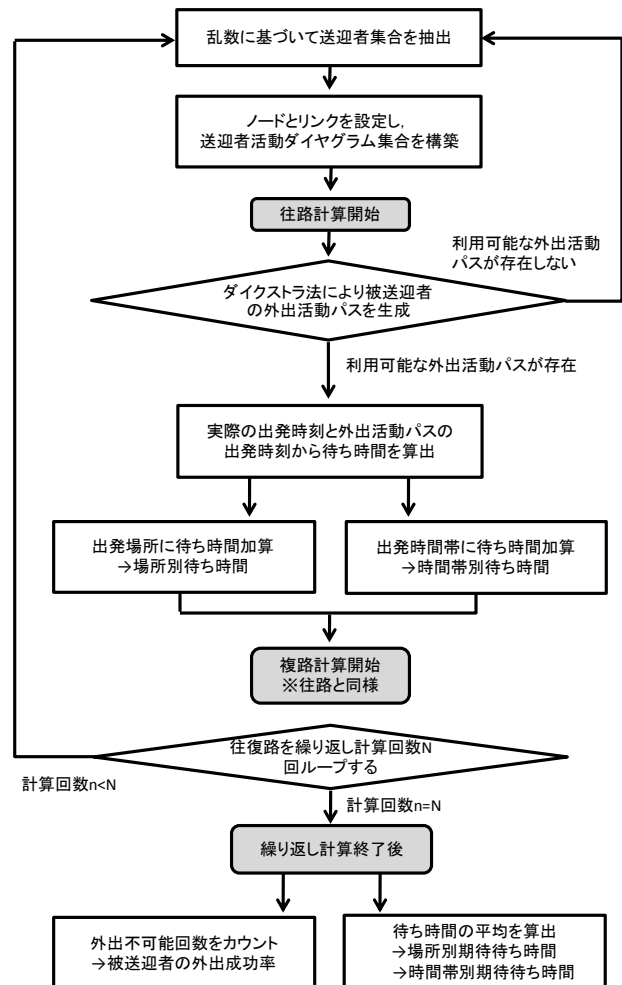 乱数に基づいて送迎者集合を抽出
ノードとリンクを設定し,
送迎者活動ダイヤグラム集合を構築
往路計算開始
利用可能な外出活動
パスが存在しない
ダイクストラ法により被送迎者
の外出活動パスを生成
利用可能な外出活動パスが存在
実際の出発時刻と外出活動パスの
出発時刻から待ち時間を算出
出発場所に待ち時間加算
→場所別待ち時間
出発時間帯に待ち時間加算
→時間帯別待ち時間
複路計算開始
※往路と同様
往復路を繰り返し計算回数N
回ループする
計算回数n<N
計算回数n=N
繰り返し計算終了後
外出不可能回数をカウント
→被送迎者の外出成功率
待ち時間の平均を算出
→場所別期待待ち時間
→時間帯別期待待ち時間